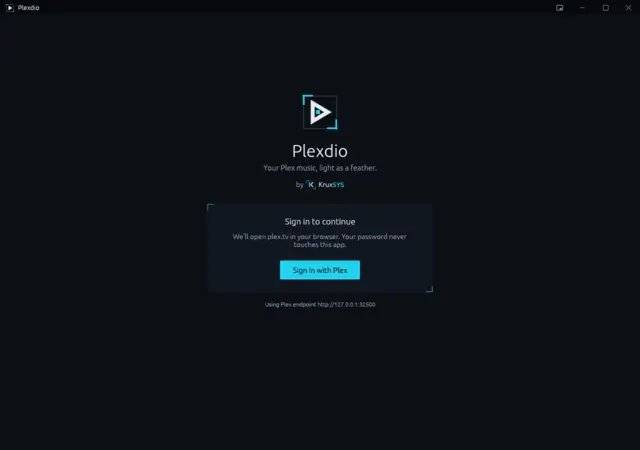 Plexdio
Plexdio
Your Plex music, light as a feather.
by KruxSYS
Sign in to continue
We'll open plex.tv in your browser. Your password never
touches this app.
Sign In with Plex
Using Plex endpoint http://127.0.0.1:32500